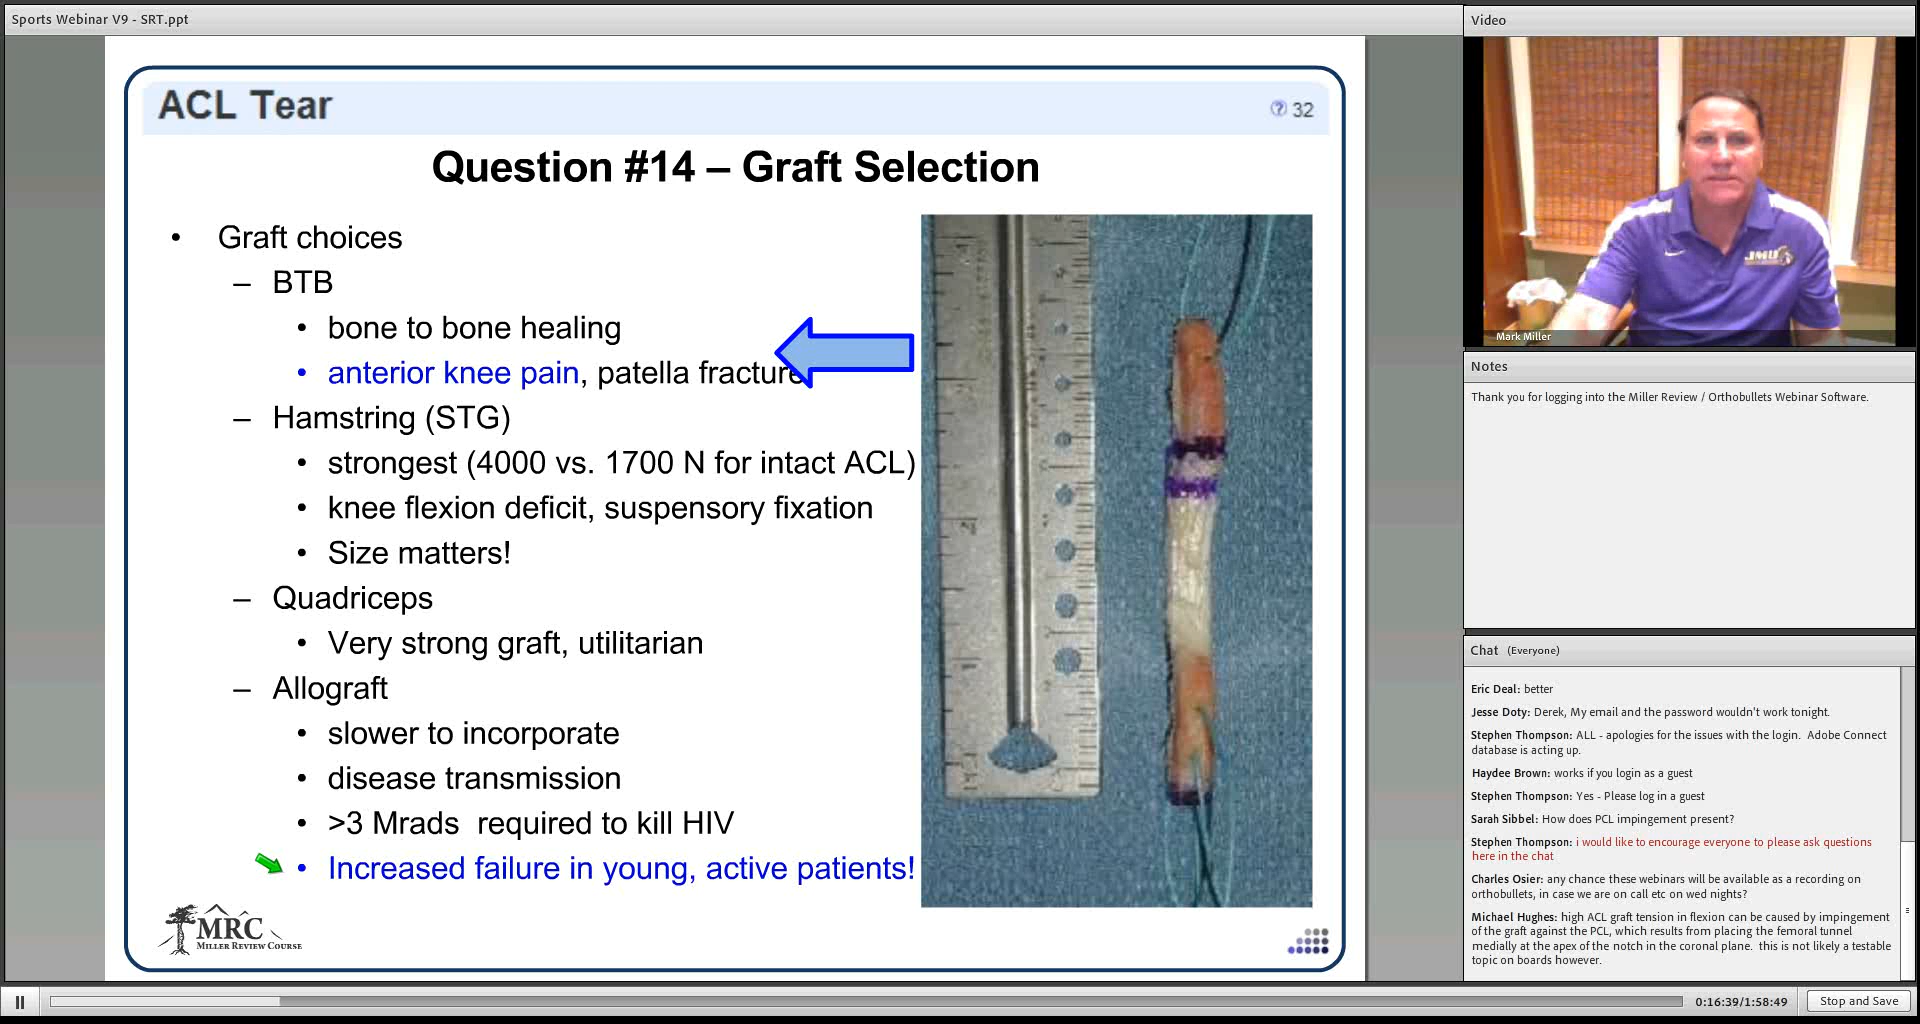 Sports Webinar V9 - SRT.ppt
ACL Tear
? 32
Question #14 – Graft Selection
• Graft choices
– BTB
• bone to bone healing
• anterior knee pain, patella fracture
– Hamstring (STG)
• strongest (4000 vs. 1700 N for intact ACL)
• knee flexion deficit, suspensory fixation
• Size matters!
– Quadriceps
• Very strong graft, utilitarian
– Allograft
• slower to incorporate
• disease transmission
• >3 Mrads  required to kill HIV
• Increased failure in young, active patients!
MRC
MILLER REVIEW COURSE
Video
JMU
Mark Miller
Notes
Thank you for logging into the Miller Review / Orthobullets Webinar Software.
Chat (Everyone)
Eric Deal: better
Jesse Doty: Derek, My email and the password wouldn't work tonight.
Stephen Thompson: ALL - apologies for the issues with the login.  Adobe Connect
database is acting up.
Haydee Brown: works if you login as a guest
Stephen Thompson: Yes - Please log in a guest
Sarah Sibbel: How does PCL impingement present?
Stephen Thompson: i would like to encourage everyone to please ask questions
here in the chat
Charles Osier: any chance these webinars will be available as a recording on
orthobullets, in case we are on call etc on wed nights?
Michael Hughes: high ACL graft tension in flexion can be caused by impingement
of the graft against the PCL, which results from placing the femoral tunnel
medially at the apex of the notch in the coronal plane.  this is not likely a testable
topic on boards however.
0:16:39/1:58:49
Stop and Save